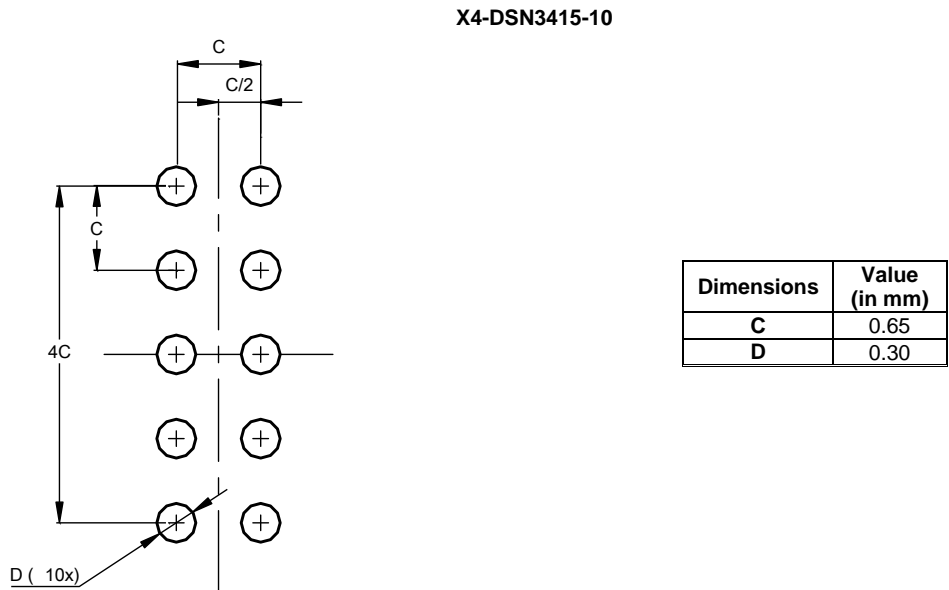 X4-DSN3415-10
C
C/2
C
4C
D ( 10x)
Dimensions Value (in mm)
C 0.65
D 0.30